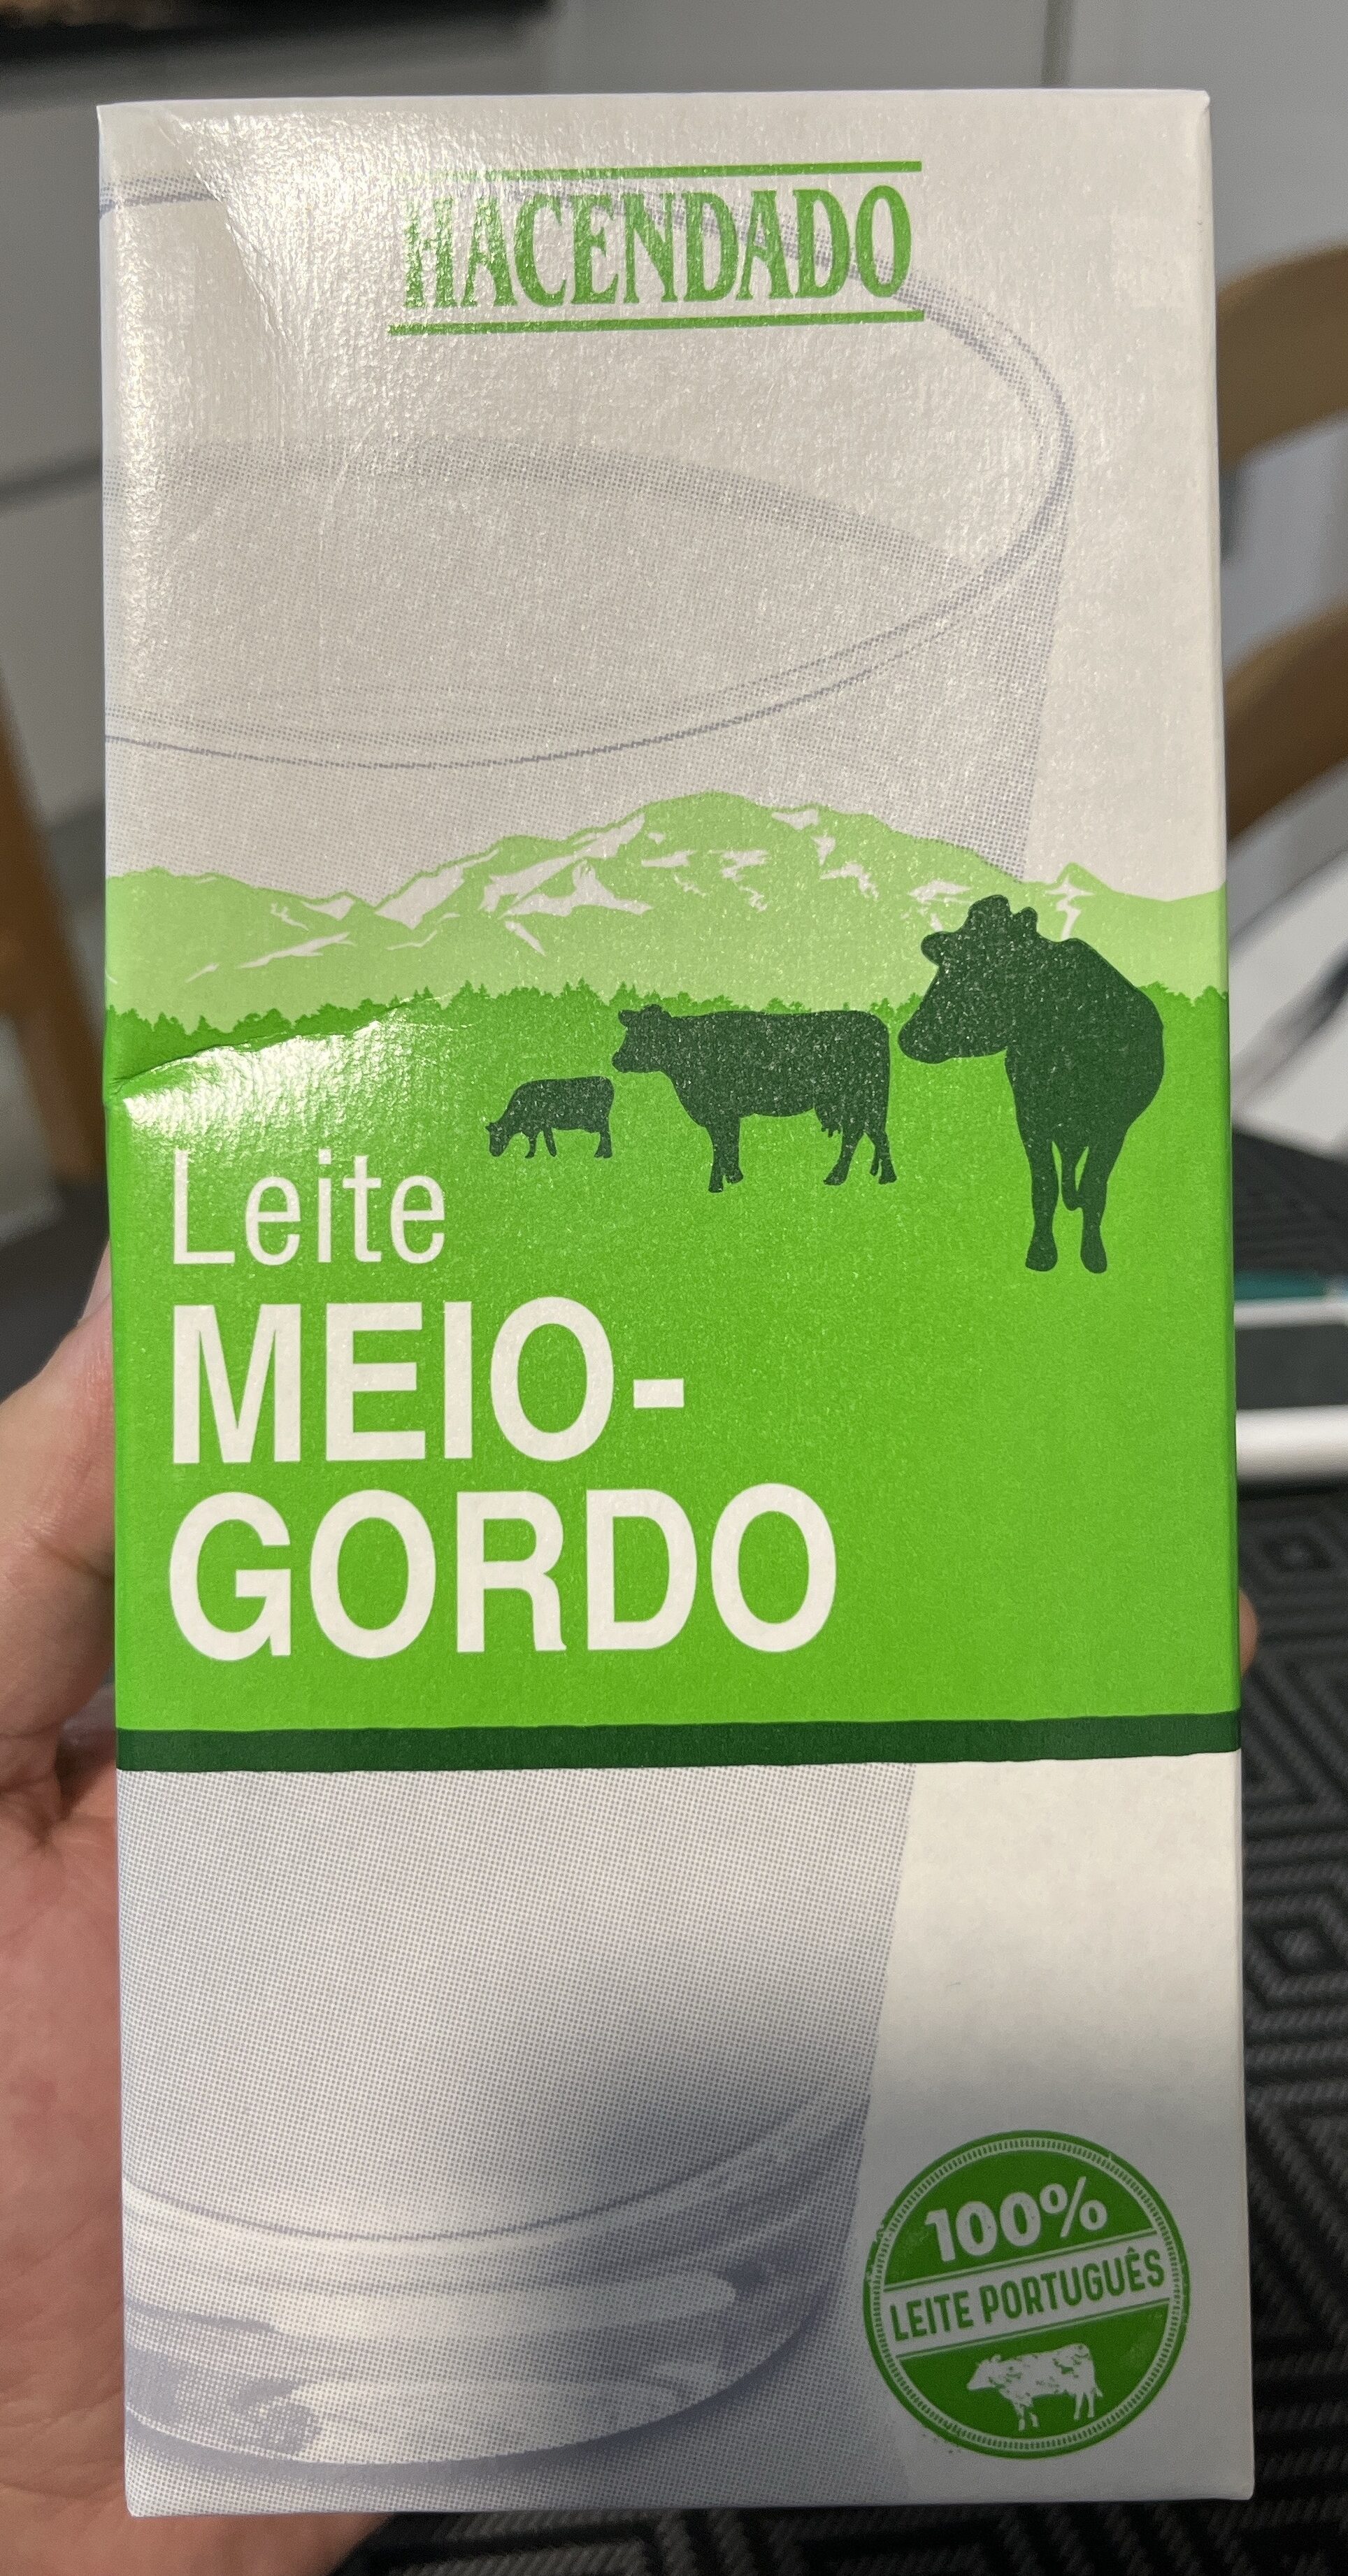 HACENDADO
Leite
MEIO-
GORDO
100%
LEITE PORTUGUÊS